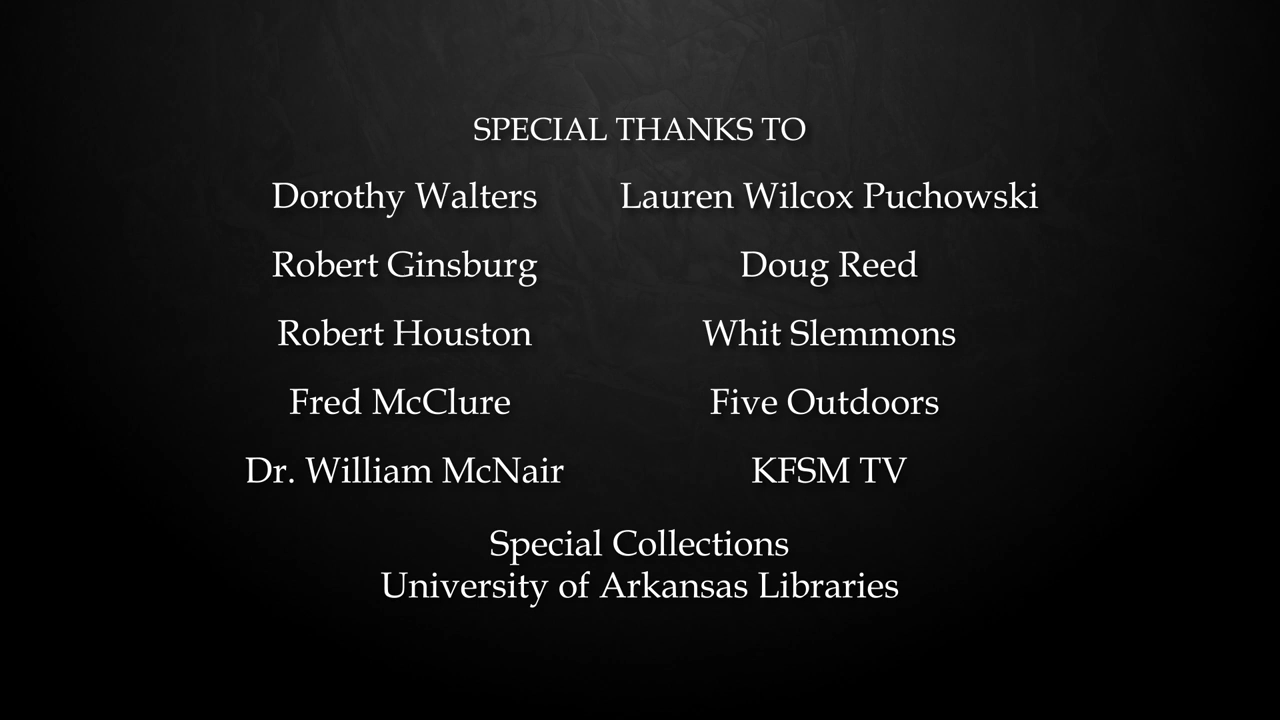 SPECIAL THANKS TO
Dorothy Walters Lauren Wilcox Puchowski
Robert Ginsburg Doug Reed
Robert Houston Whit Slemmons
Fred McClure Five Outdoors
Dr. William McNair KFSM TV
Special Collections
University of Arkansas Libraries